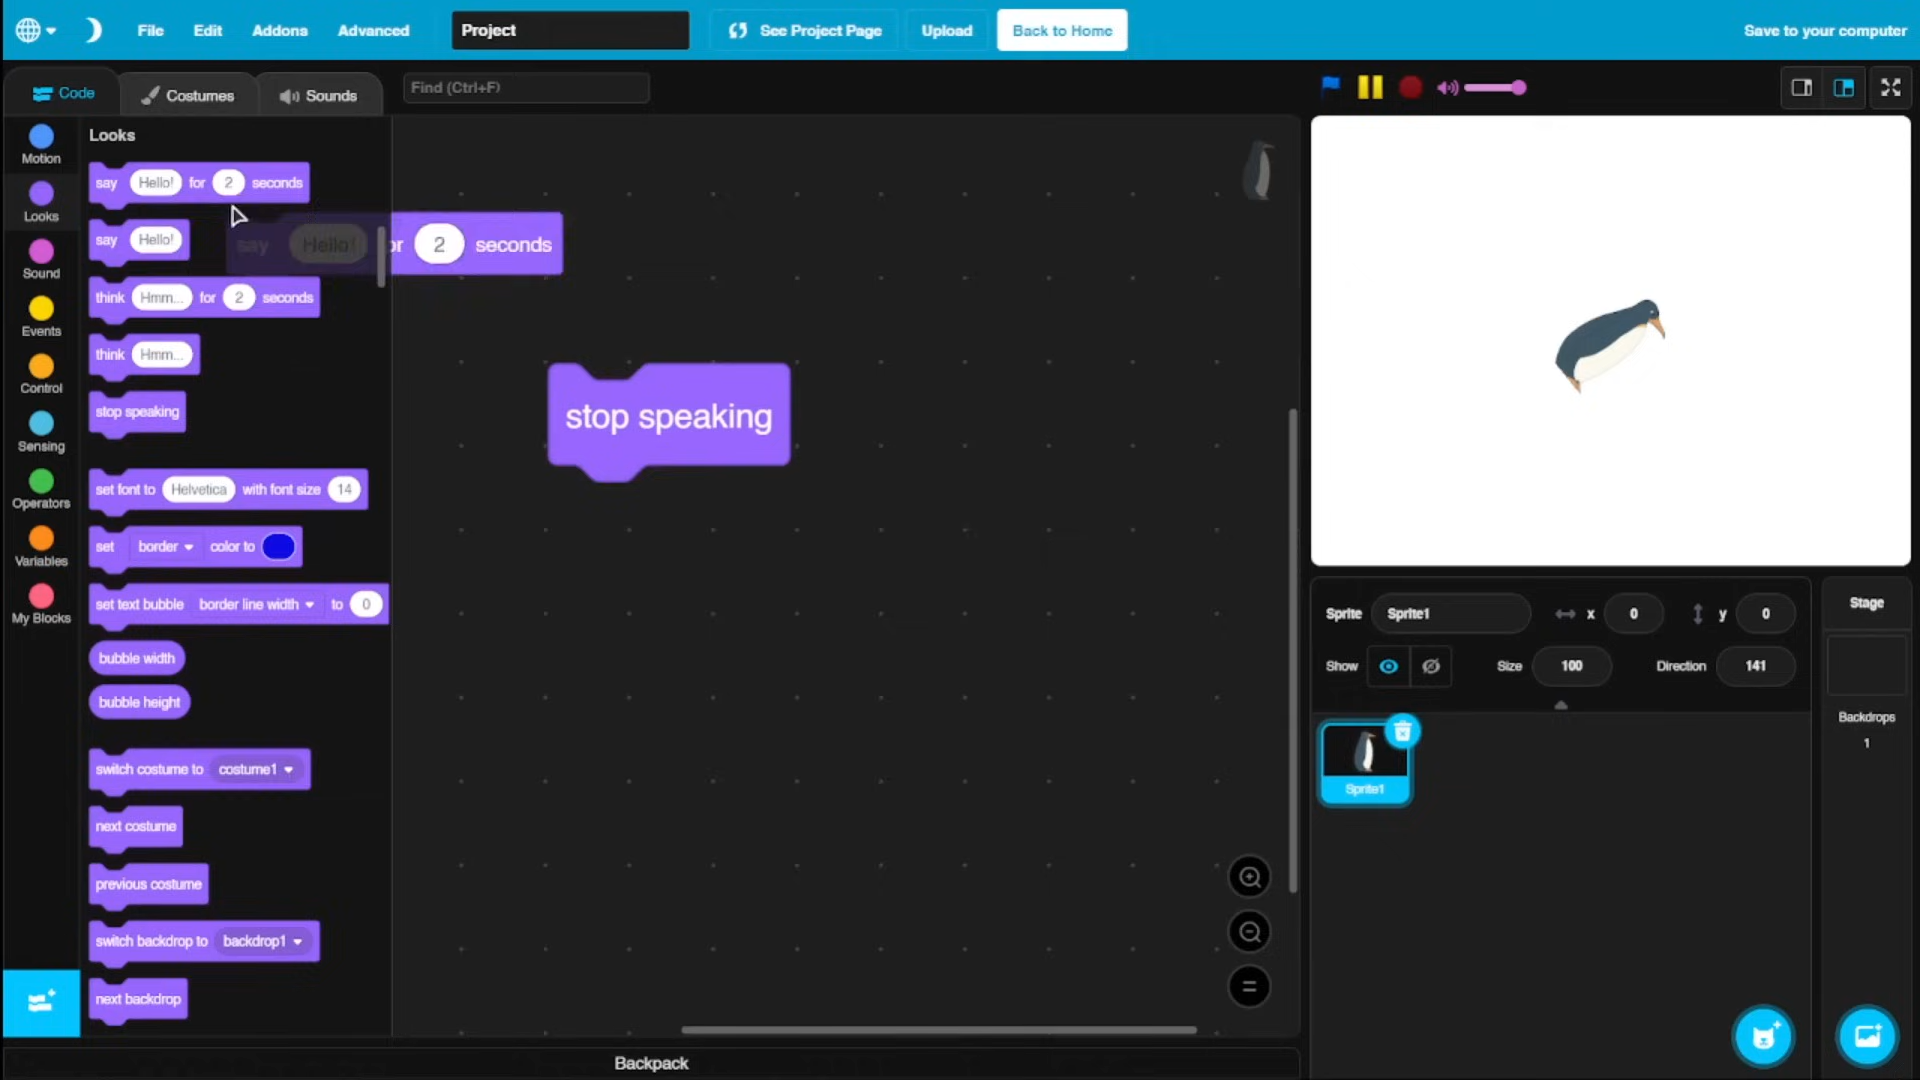 File Edit Addons Advanced Project See Project Page Upload Back to Home Save to your computer
Code Costumes Sounds Find (Ctrl+F)
Motion
Looks
Sound
Events
Control
Sensing
Operators
Variables
My Blocks
Looks
say Hello! for 2 seconds
say Hello!
think Hmm... for 2 seconds
think Hmm...
stop speaking
set font to Helvetica with font size 14
set border color to
set text bubble border line width to 0
bubble width
bubble height
switch costume to costume1
next costume
previous costume
switch backdrop to backdrop1
next backdrop
say Hello! or 2 seconds
stop speaking
Backpack
Sprite Sprite1 x 0 y 0
Show Size 100 Direction 141
Sprite1
Stage
Backdrops
1